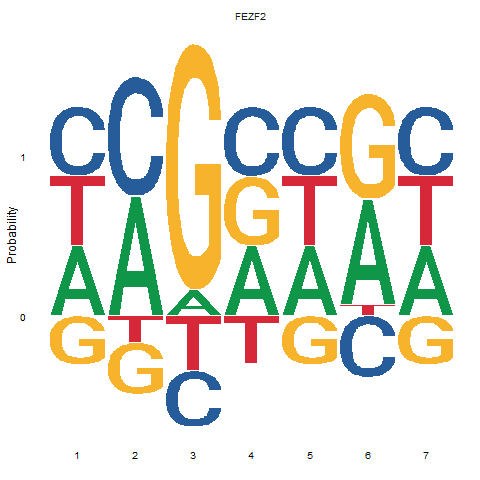 FEZF2
Probability
1
0
C C G C C G C
T A A G T A T
A T T A A T A
G G C T G C G
1 2 3 4 5 6 7